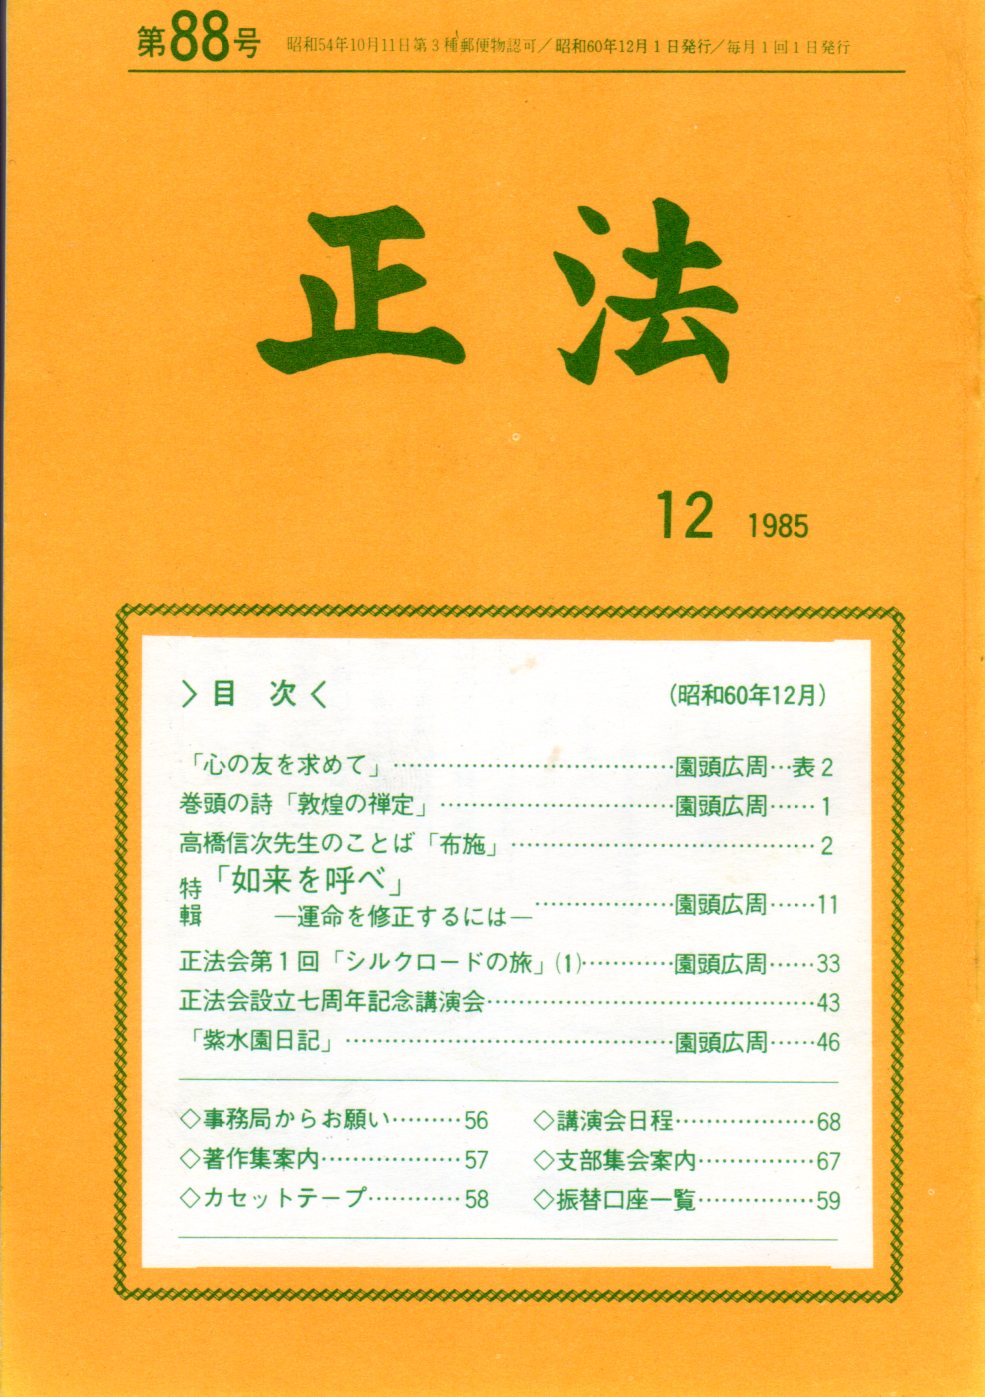 第88号 昭和54年10月11日第3種郵便物認可／昭和60年12月1日発行／毎月1回1日発行
正法
12 1985
〉目 次〈 (昭和60年12月)
「心の友を求めて」……………………………園頭広周…表2
巻頭の詩「敦煌の禅定」………………………園頭広周……1
高橋信次先生のことば「布施」…………………………………2
特輯「如来を呼べ」
―運命を修正するには―……………園頭広周……11
正法会第1回「シルクロードの旅」(1)…………園頭広周……33
正法会設立七周年記念講演会……………………………………43
「紫水園日記」……………………………………園頭広周……46
◇事務局からお願い………56 ◇講演会日程………………68
◇著作集案内………………57 ◇支部集会案内……………67
◇カセットテープ…………58 ◇振替口座一覧……………59